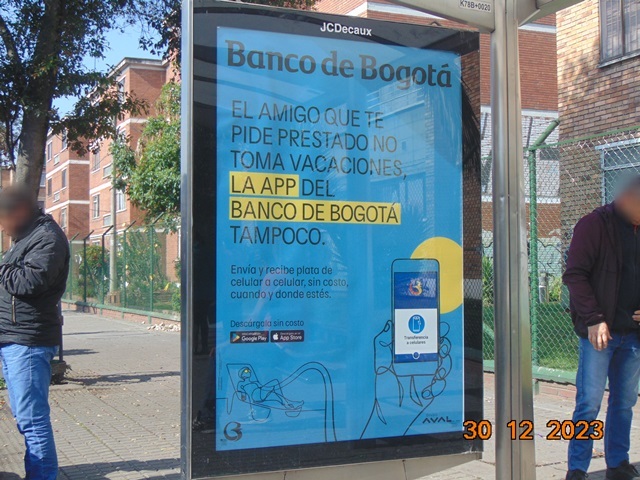 K78B+0020
JCDecaux
Banco de Bogotá
EL AMIGO QUE TE
PIDE PRESTADO NO
TOMA VACACIONES,
LA APP DEL
BANCO DE BOGOTÁ
TAMPOCO.
Envía y recibe plata de
celular a celular, sin costo,
cuando y donde estés.
Descárgala sin costo
Google Play
App Store
Transferencia
a celulares
AVAL
30 12 2023